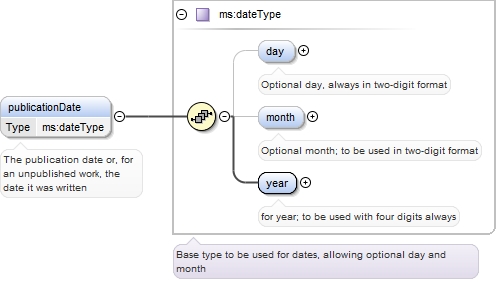 ms:dateType
day
Optional day, always in two-digit format
publicationDate
Type ms:dateType
month
The publication date or, for
an unpublished work, the
date it was written
Optional month; to be used in two-digit format
year
for year; to be used with four digits always
Base type to be used for dates, allowing optional day and
month